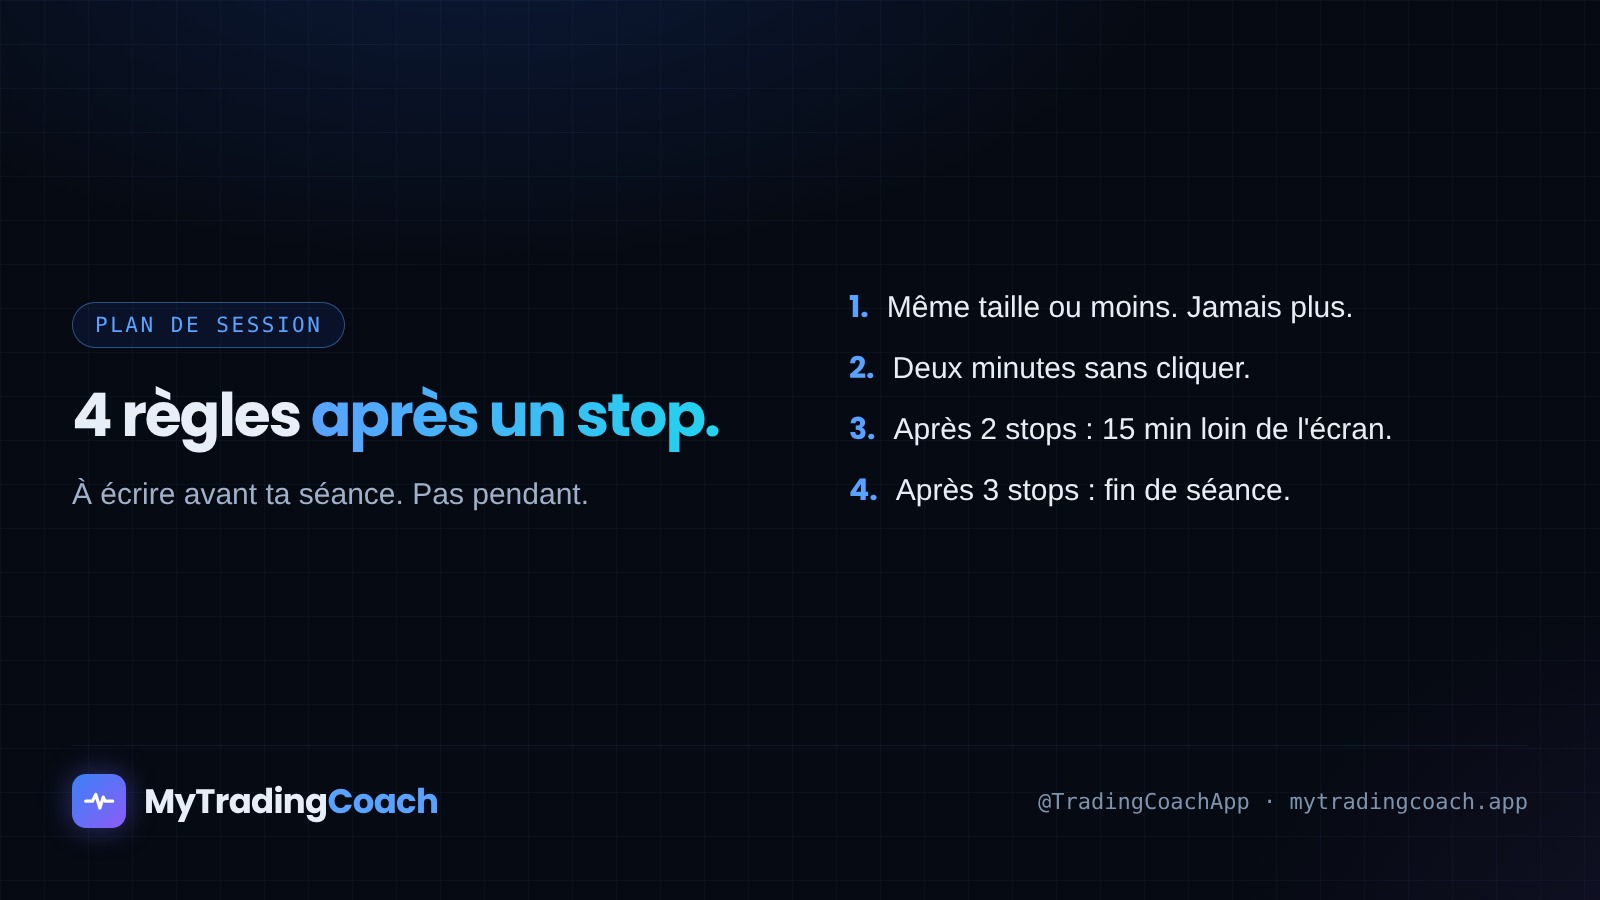 PLAN DE SESSION
4 règles après un stop.
À écrire avant ta séance. Pas pendant.
1. Même taille ou moins. Jamais plus.
2. Deux minutes sans cliquer.
3. Après 2 stops : 15 min loin de l'écran.
4. Après 3 stops : fin de séance.
MyTradingCoach
@TradingCoachApp · mytradingcoach.app